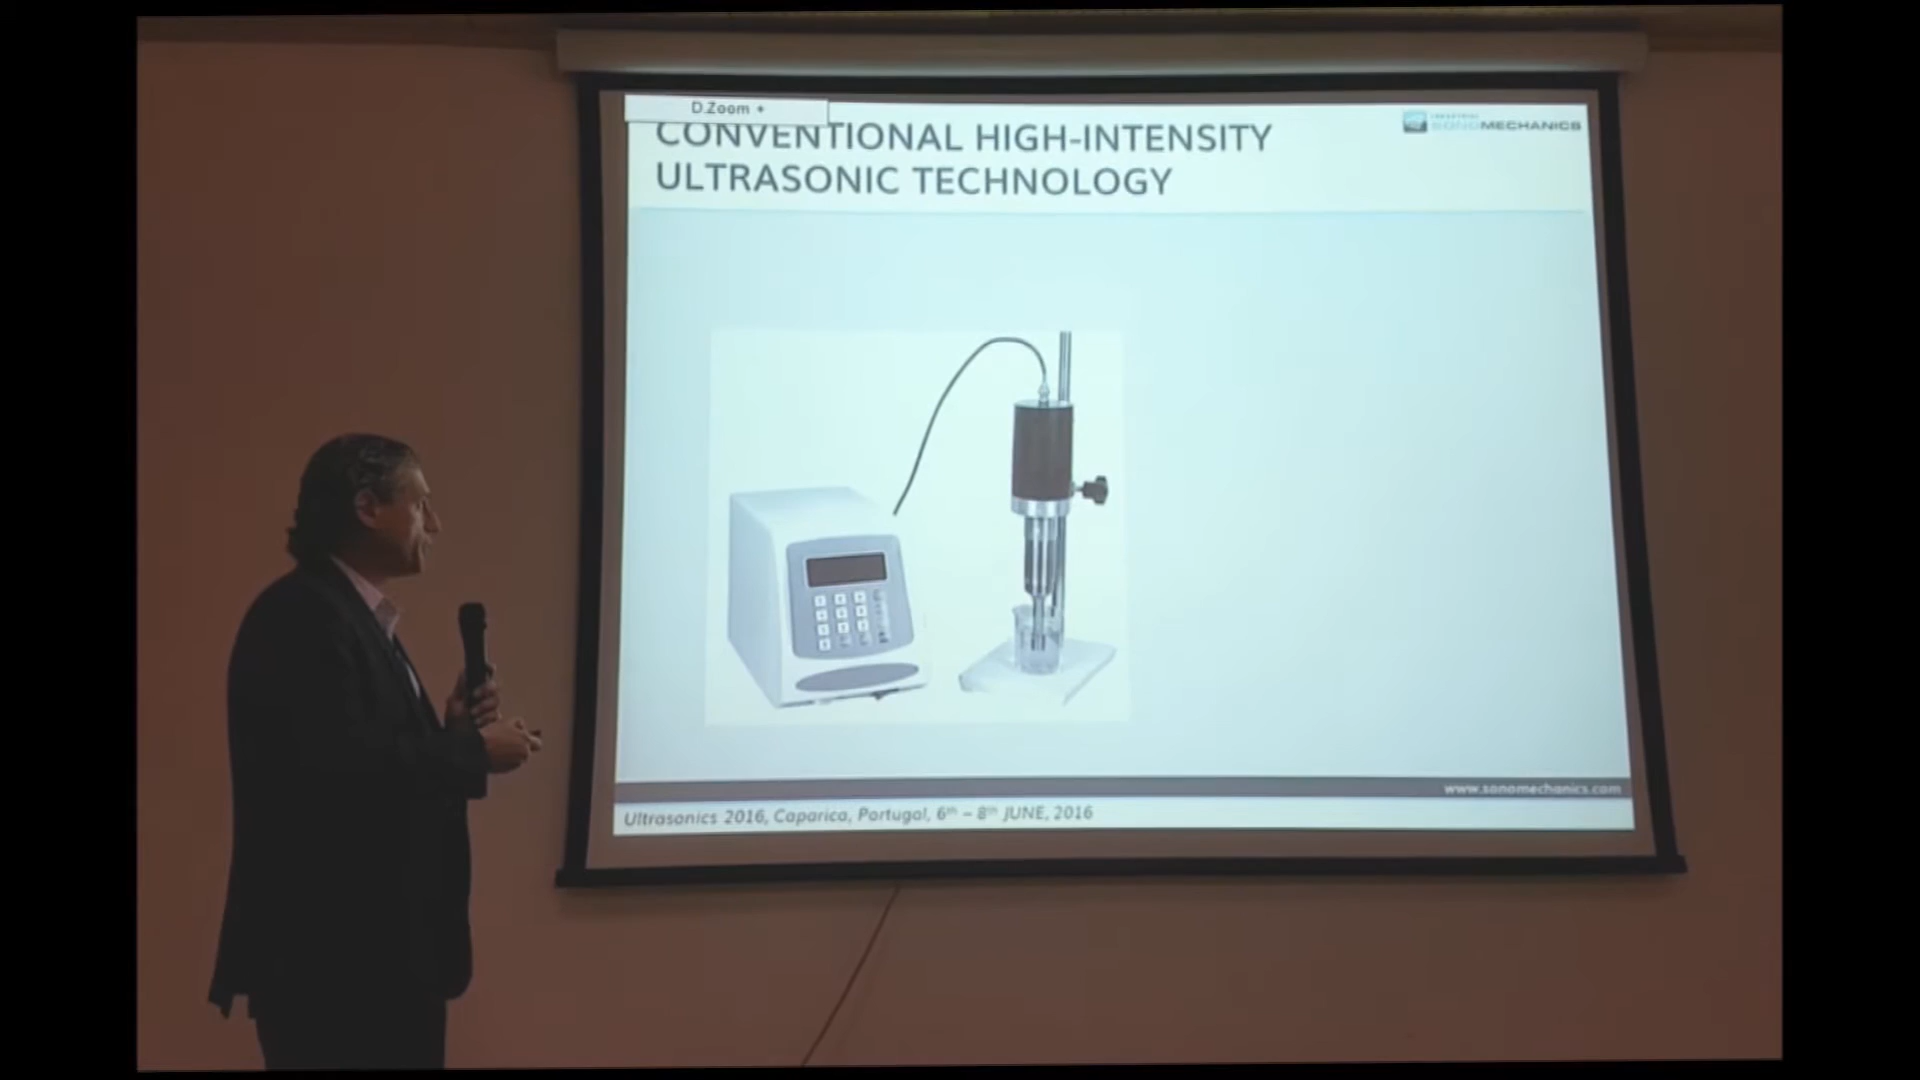 D.Zoom +
CONVENTIONAL HIGH-INTENSITY
ULTRASONIC TECHNOLOGY
INDUSTRIAL
SONOMECHANICS
www.sonomechanics.com
Ultrasonics 2016, Caparica, Portugal, 6th – 8th JUNE, 2016